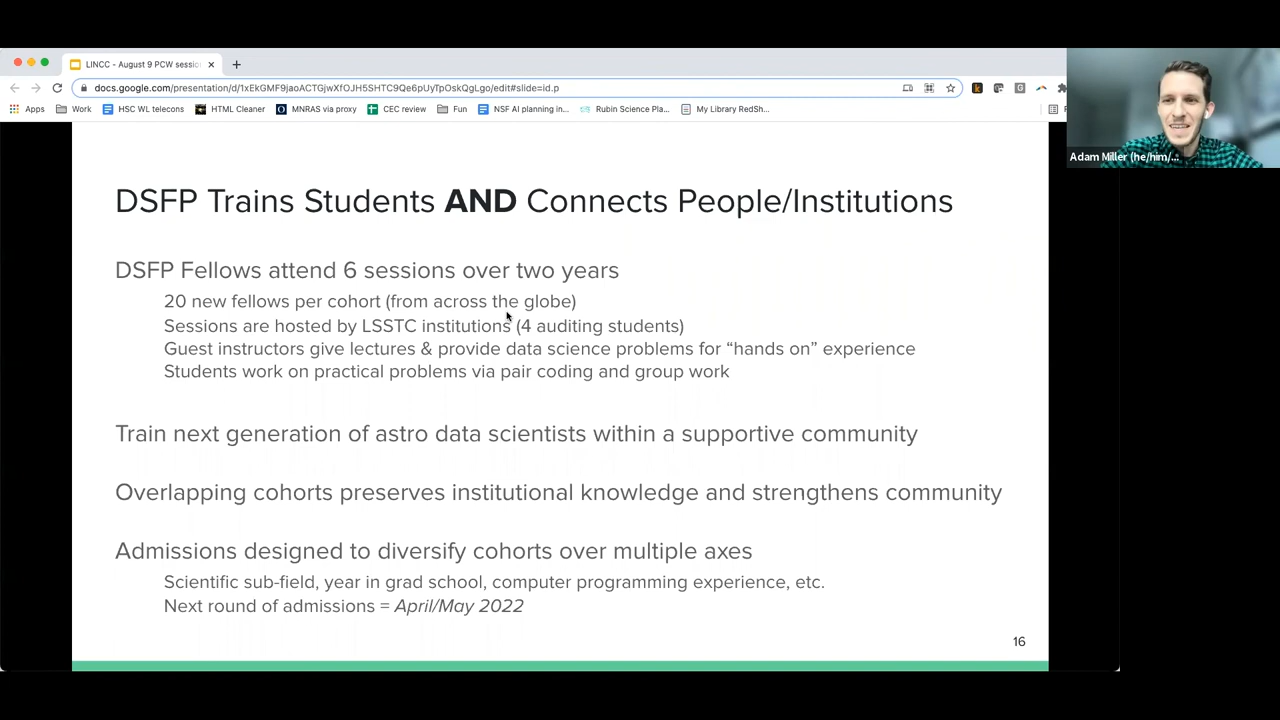 LINCC - August 9 PCW sessio
docs.google.com/presentation/d/1xEkGMF9jaoACTGjwXfOJH5SHTC9Qe6pUyTpOskQgLgo/edit#slide=id.p
Apps Work HSC WL telecons HTML Cleaner MNRAS via proxy CEC review Fun NSF AI planning in... Rubin Science Pla... My Library RedSh...
Adam Miller (he/him/...
DSFP Trains Students AND Connects People/Institutions
DSFP Fellows attend 6 sessions over two years
20 new fellows per cohort (from across the globe)
Sessions are hosted by LSSTC institutions (4 auditing students)
Guest instructors give lectures & provide data science problems for “hands on” experience
Students work on practical problems via pair coding and group work
Train next generation of astro data scientists within a supportive community
Overlapping cohorts preserves institutional knowledge and strengthens community
Admissions designed to diversify cohorts over multiple axes
Scientific sub-field, year in grad school, computer programming experience, etc.
Next round of admissions = April/May 2022
16